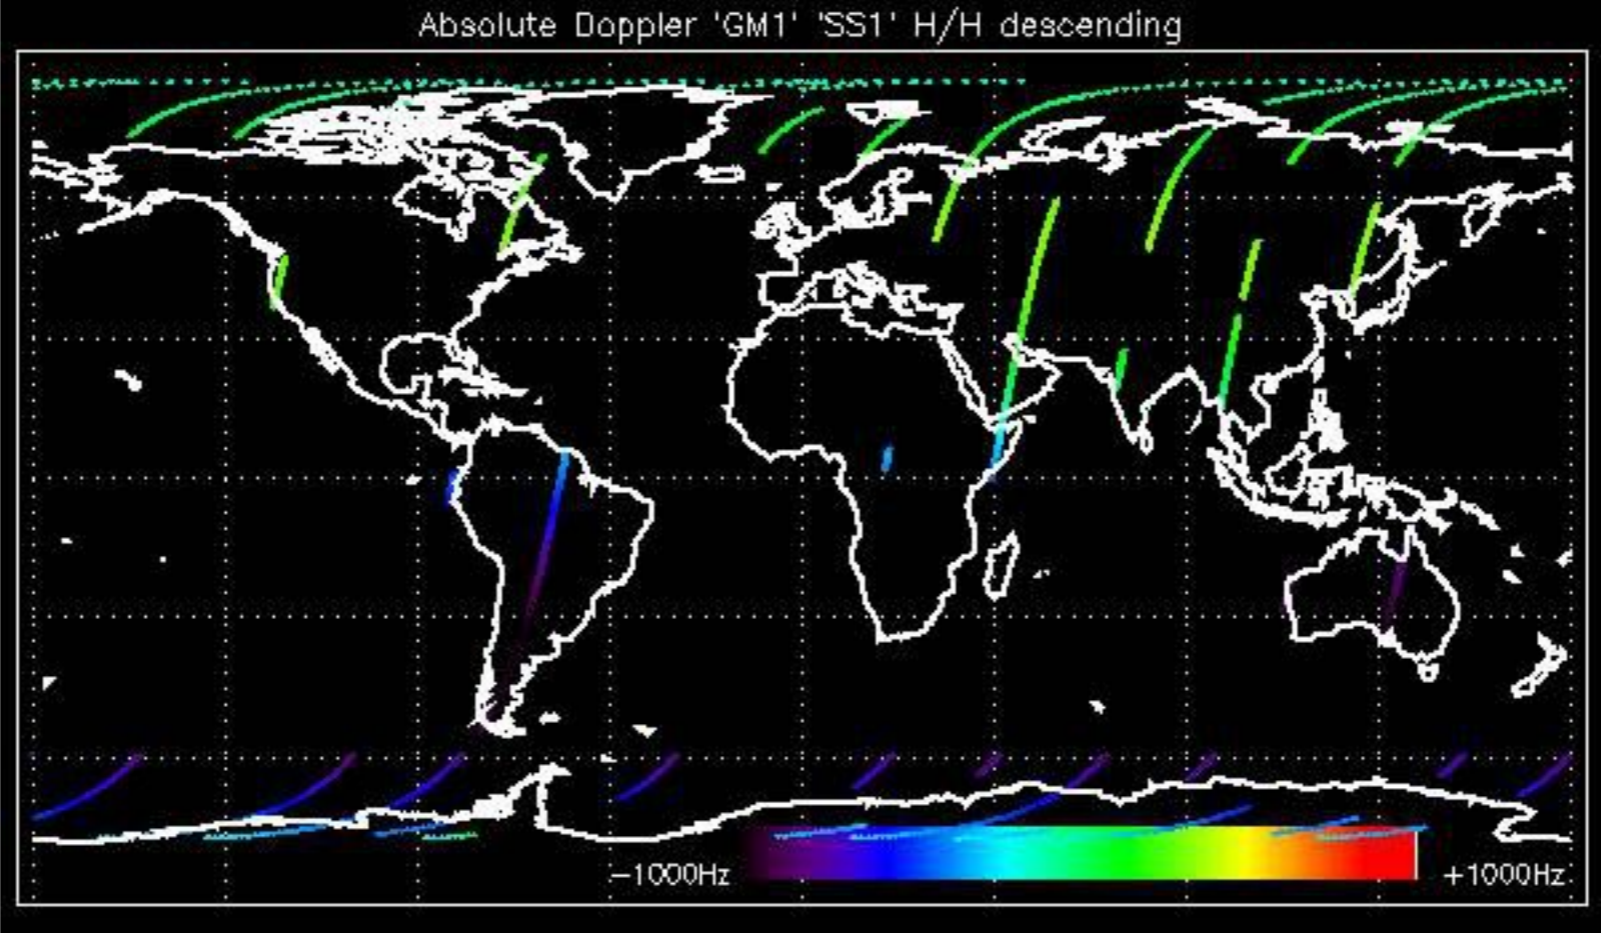 Absolute Doppler 'GM1' 'SS1' H/H descending
-1000Hz
+1000Hz